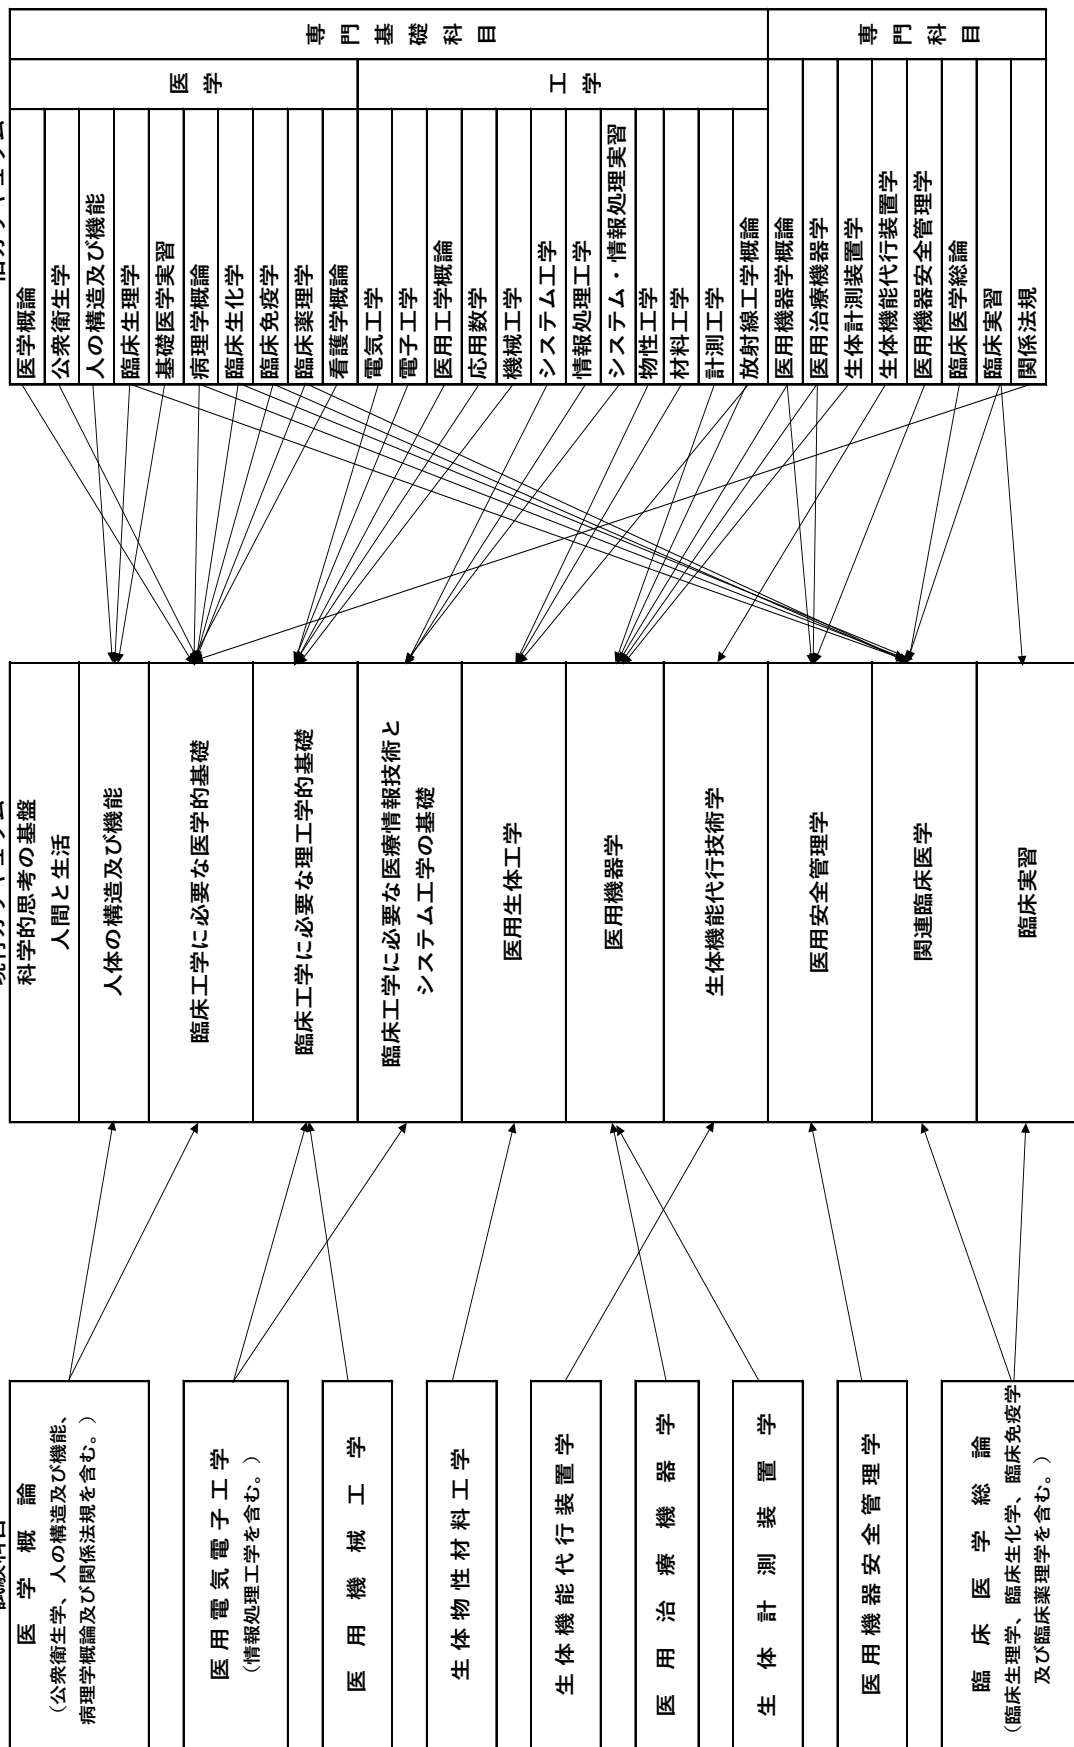 試験科目
医学概論
（公衆衛生学、人の構造及び機能、
病理学概論及び関係法規を含む。）
医用電気電子工学
（情報処理工学を含む。）
医用機械工学
生体物性材料工学
生体機能代行装置学
医用治療機器学
生体計測装置学
医用機器安全管理学
臨床医学総論
（臨床生理学、臨床生化学、臨床免疫学
及び臨床薬理学を含む。）
現行カリキュラム
科学的思考の基盤
人間と生活
人体の構造及び機能
臨床工学に必要な医学的基礎
臨床工学に必要な理工学的基礎
臨床工学に必要な医療情報技術と
システム工学の基礎
医用生体工学
医用機器学
生体機能代行技術学
医用安全管理学
関連臨床医学
臨床実習
旧カリキュラム
医学概論
公衆衛生学
人の構造及び機能
臨床生理学
基礎医学実習
病理学概論
臨床生化学
臨床免疫学
臨床薬理学
看護学概論
電気工学
電子工学
医用工学概論
応用数学
機械工学
システム工学
情報処理工学
システム・情報処理実習
物性工学
材料工学
計測工学
放射線工学概論
医用機器学概論
医用治療機器学
生体計測装置学
生体機能代行装置学
医用機器安全管理学
臨床医学総論
臨床実習
関係法規
医学
工学
専門基礎科目
専門科目